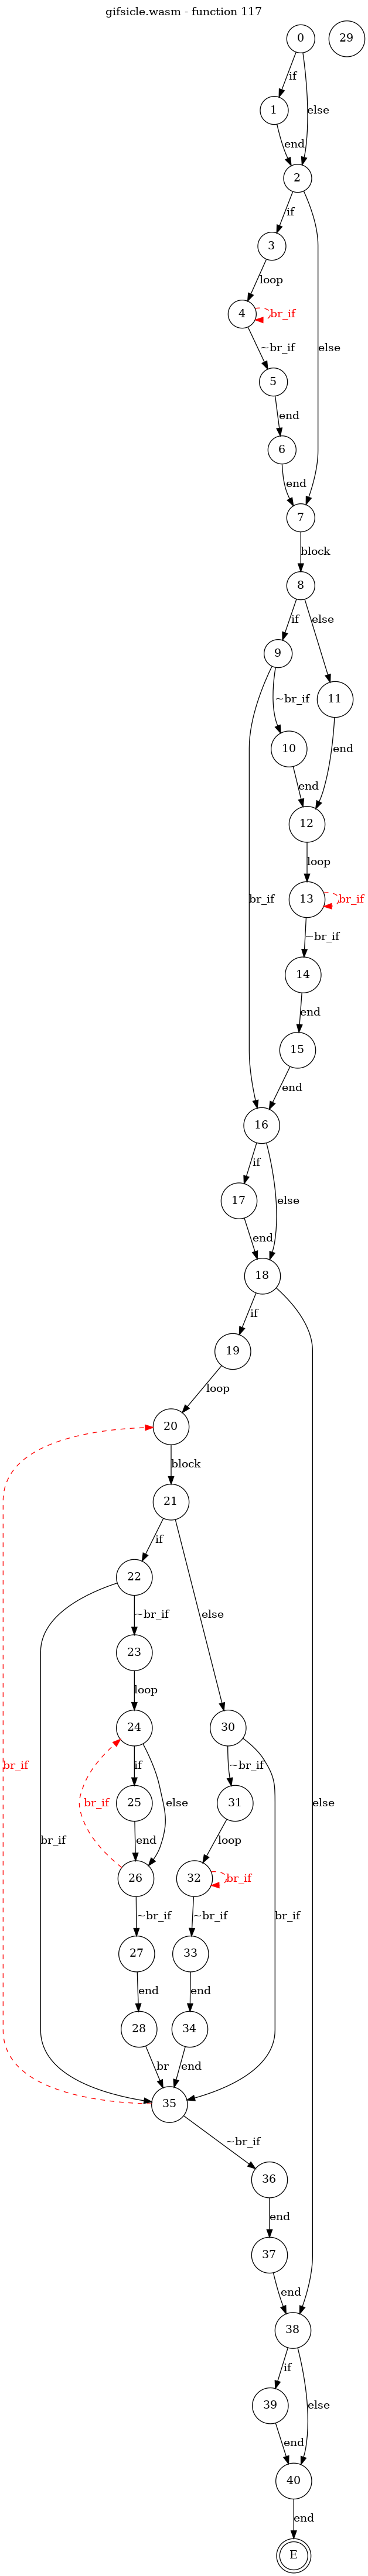 gifsicle.wasm - function 117
0
29
if
1
else
end
2
if
3
loop
4
br_if
~br_if
else
5
end
6
end
7
block
8
if
else
9
~br_if
11
10
end
end
12
loop
br_if
13
br_if
~br_if
14
end
15
end
16
if
17
else
end
18
if
19
loop
20
block
21
if
22
else
~br_if
23
loop
24
30
br_if
if
~br_if
else
br_if
25
else
31
br_if
end
loop
br_if
26
32
br_if
~br_if
~br_if
27
33
end
end
28
34
br
end
35
~br_if
36
end
37
end
38
if
39
else
end
40
end
E